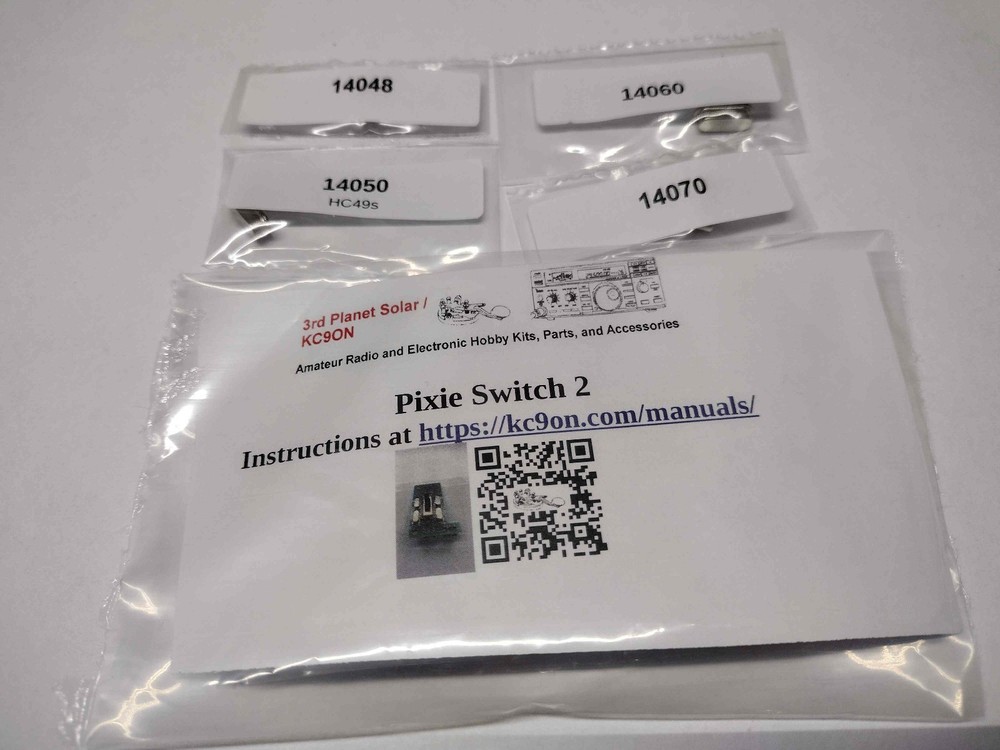 14048
14060
14050
HC49s
14070
3rd Planet Solar /
KC9ON
Amateur Radio and Electronic Hobby Kits, Parts, and Accessories
Pixie Switch 2
Instructions at https://kc9on.com/manuals/